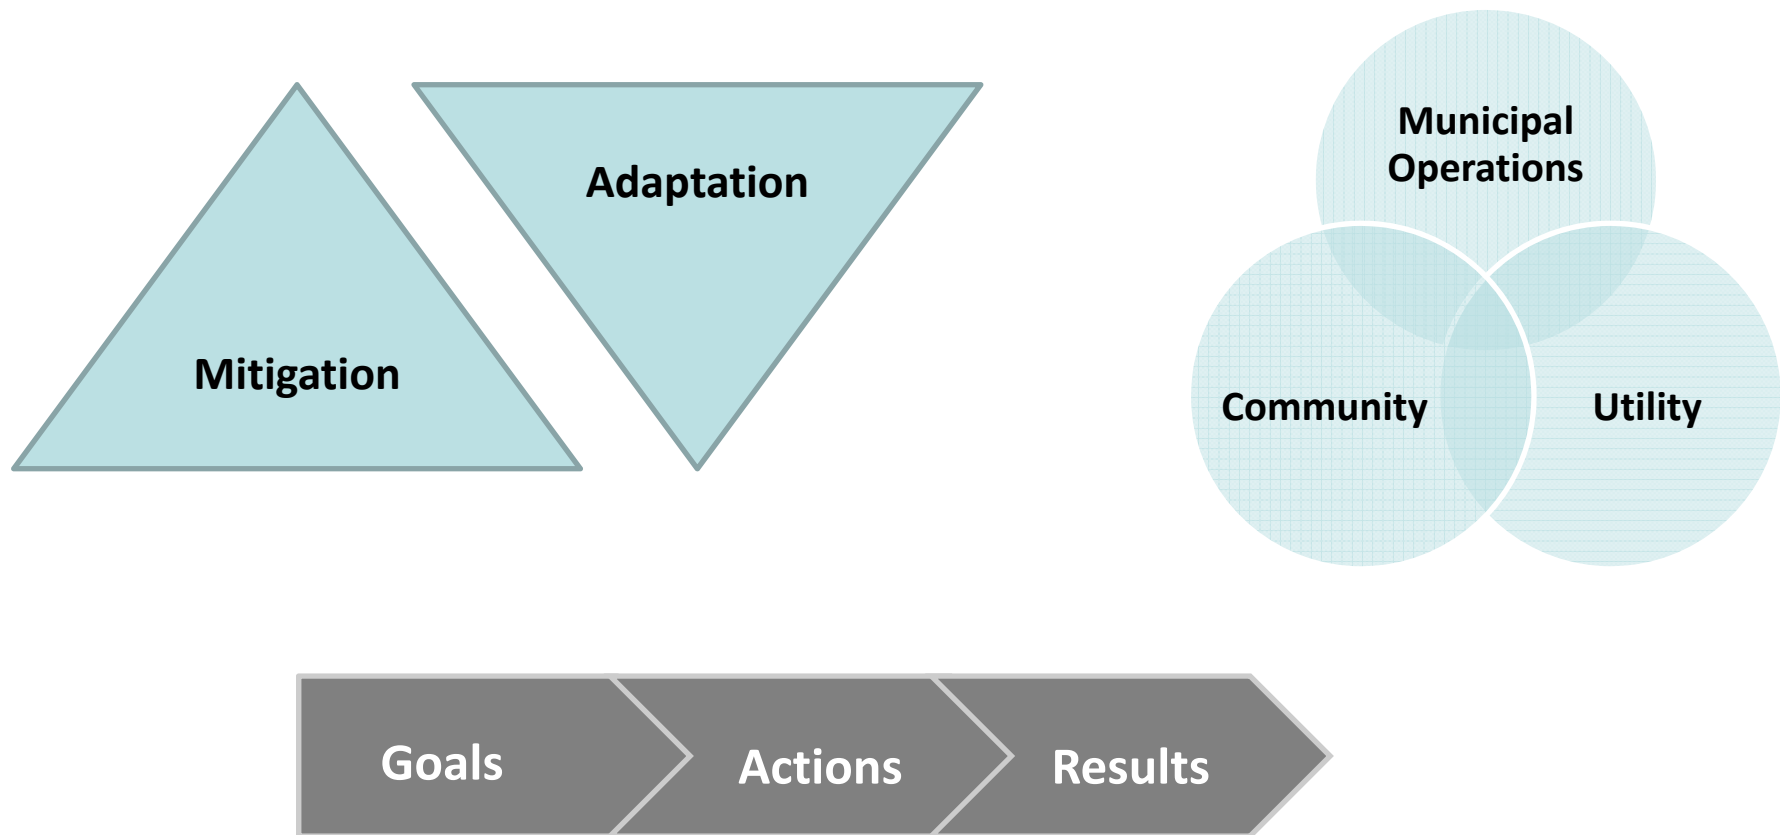 Adaptation
Mitigation
Municipal
Operations
Community
Utility
Goals
Actions
Results